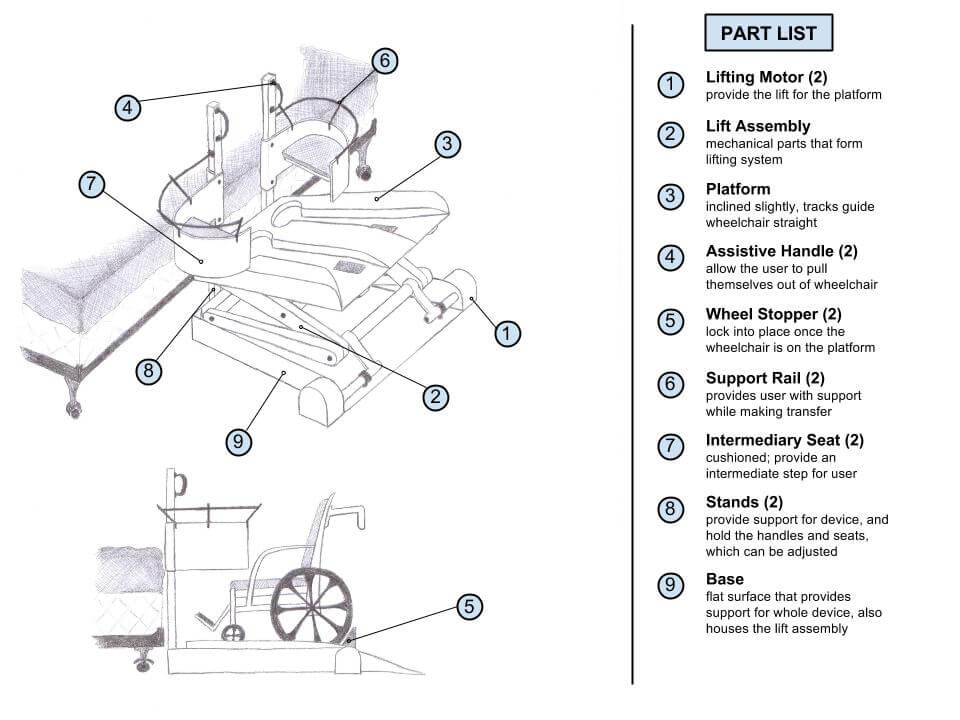 6
4
3
7
1
8
2
9
5
PART LIST
1
Lifting Motor (2)
provide the lift for the platform
2
Lift Assembly
mechanical parts that form
lifting system
3
Platform
inclined slightly, tracks guide
wheelchair straight
4
Assistive Handle (2)
allow the user to pull
themselves out of wheelchair
5
Wheel Stopper (2)
lock into place once the
wheelchair is on the platform
6
Support Rail (2)
provides user with support
while making transfer
7
Intermediary Seat (2)
cushioned; provide an
intermediate step for user
8
Stands (2)
provide support for device, and
hold the handles and seats,
which can be adjusted
9
Base
flat surface that provides
support for whole device, also
houses the lift assembly